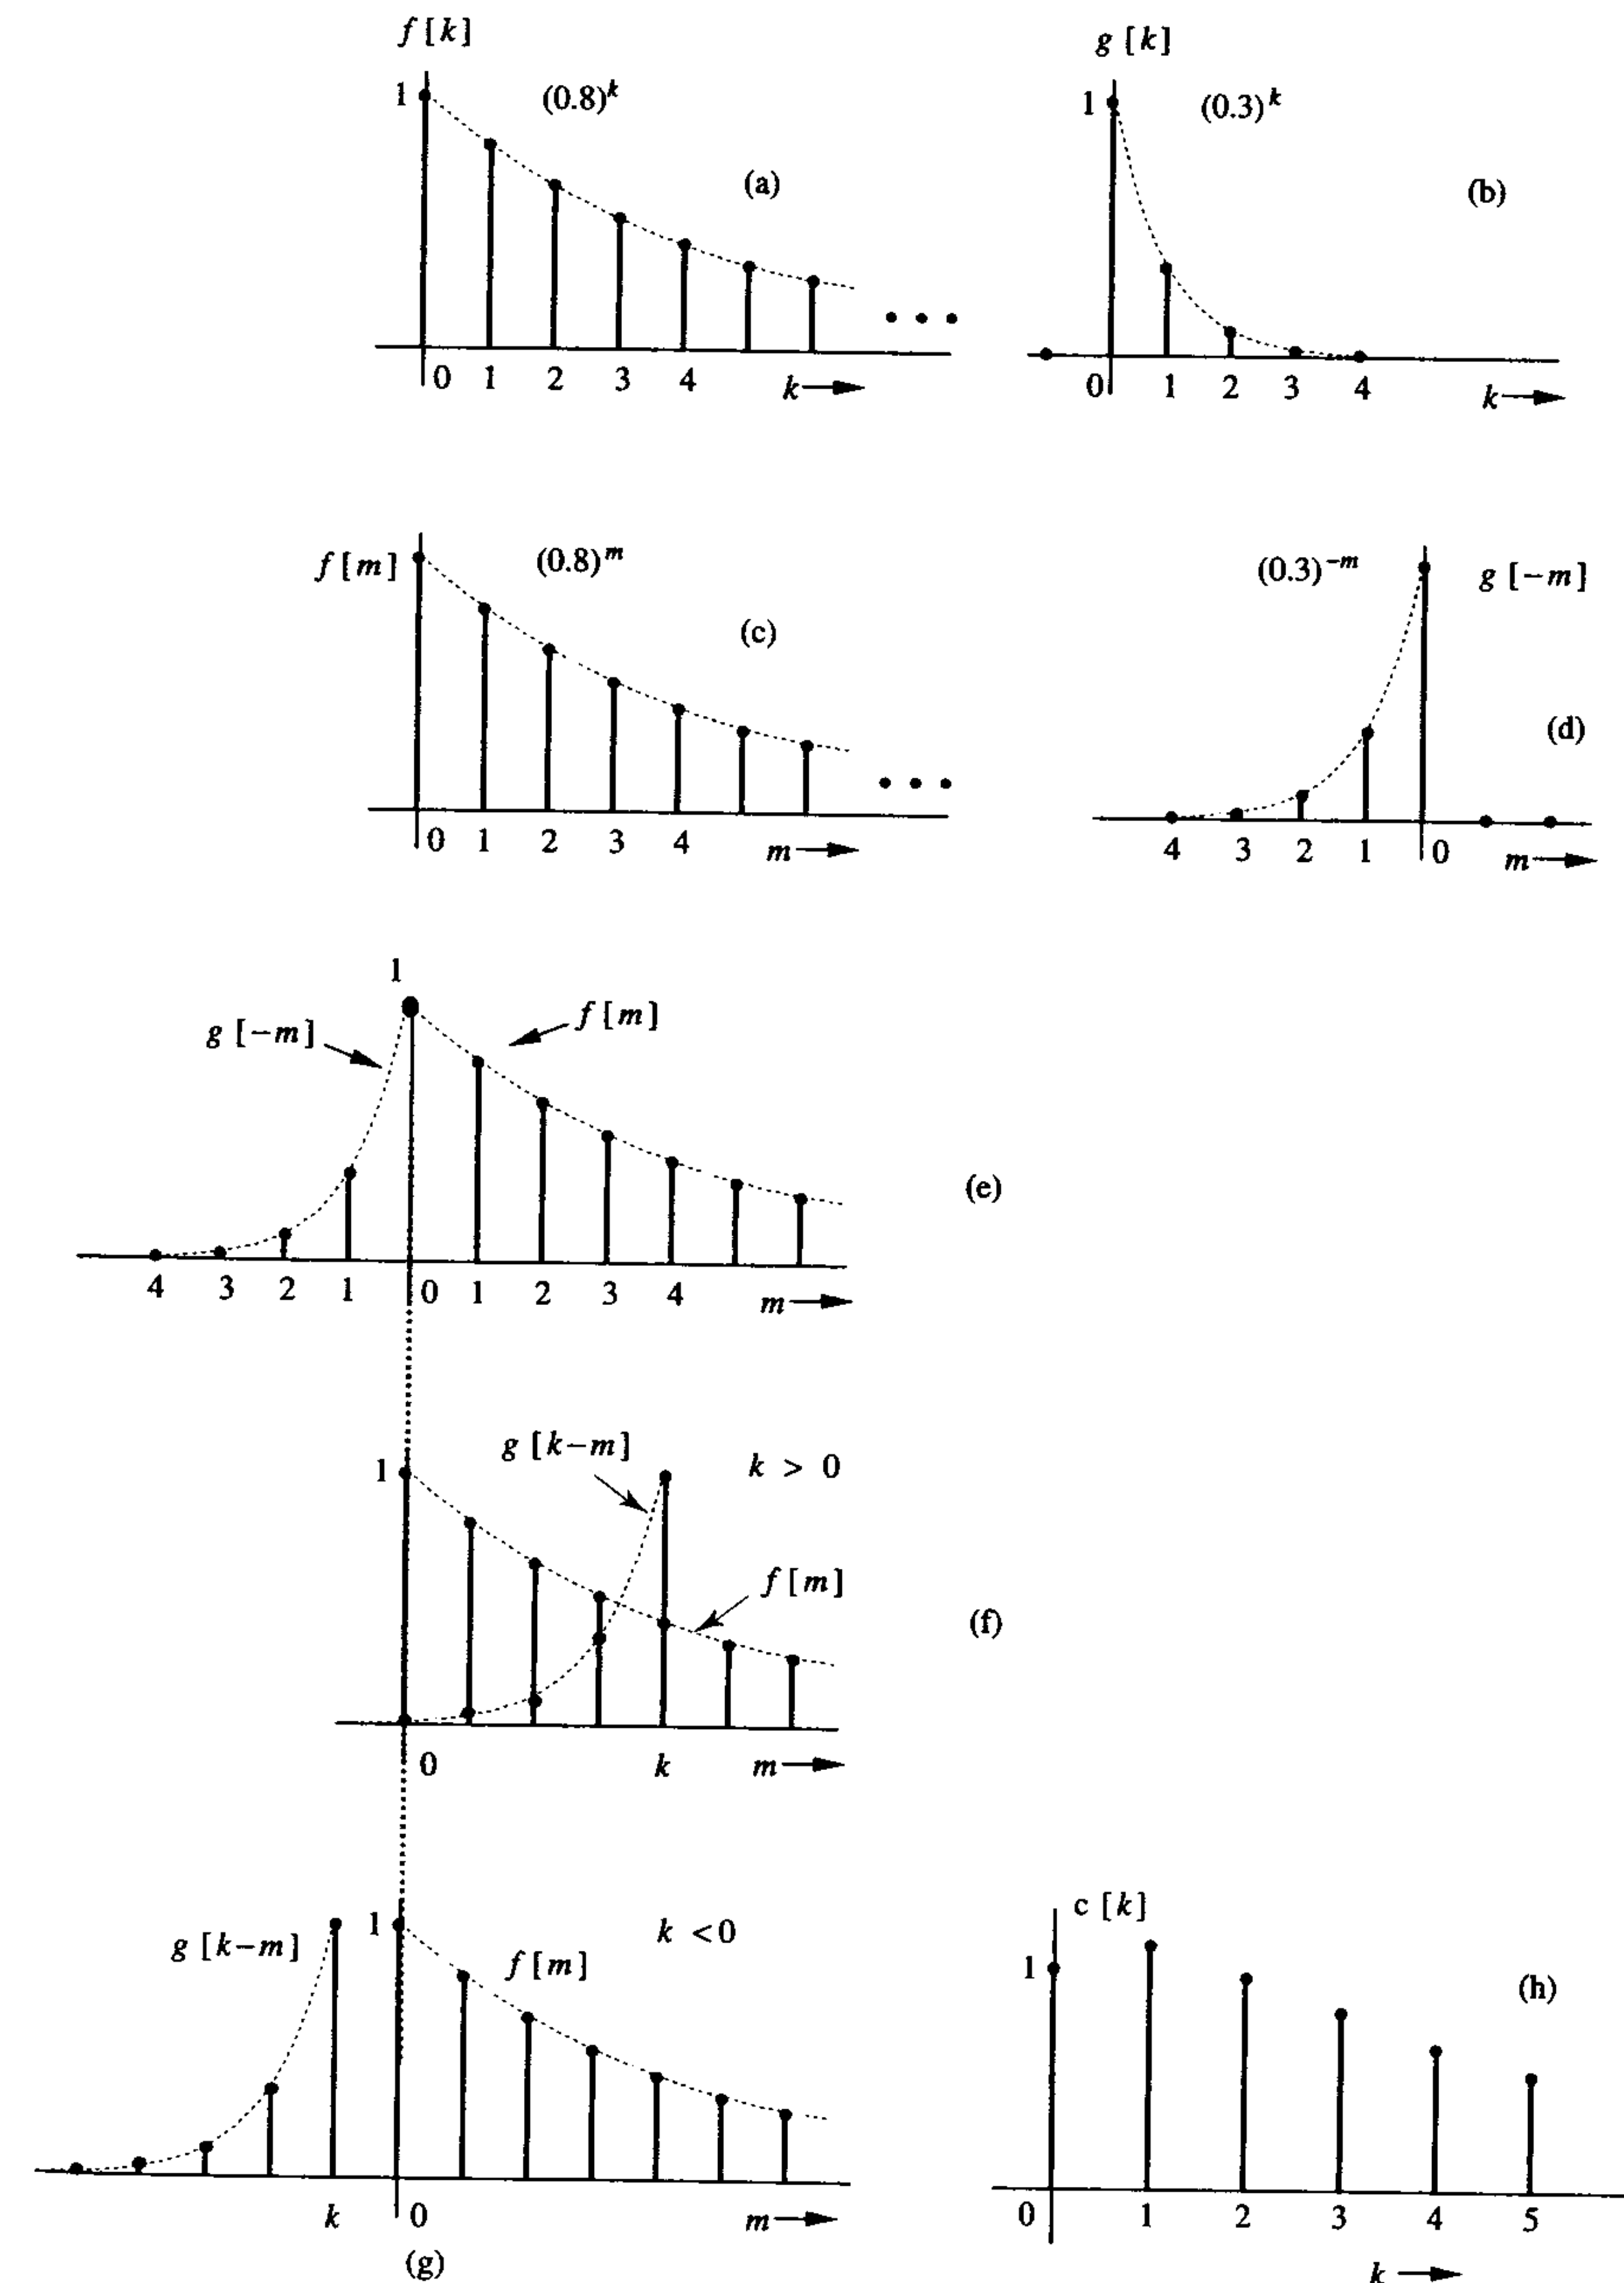 f [k]
1
(0.8)^k
(a)
0 1 2 3 4
k
g [k]
1
(0.3)^k
(b)
0 1 2 3 4
k
f [m]
(0.8)^m
(c)
0 1 2 3 4
m
(0.3)^-m
g [-m]
(d)
4 3 2 1 0
m
1
g [-m]
f [m]
(e)
4 3 2 1 0 1 2 3 4
m
g [k-m]
k > 0
1
f [m]
(f)
0 k
m
g [k-m]
1
k < 0
f [m]
k 0
m
(g)
c [k]
1
(h)
0 1 2 3 4 5
k